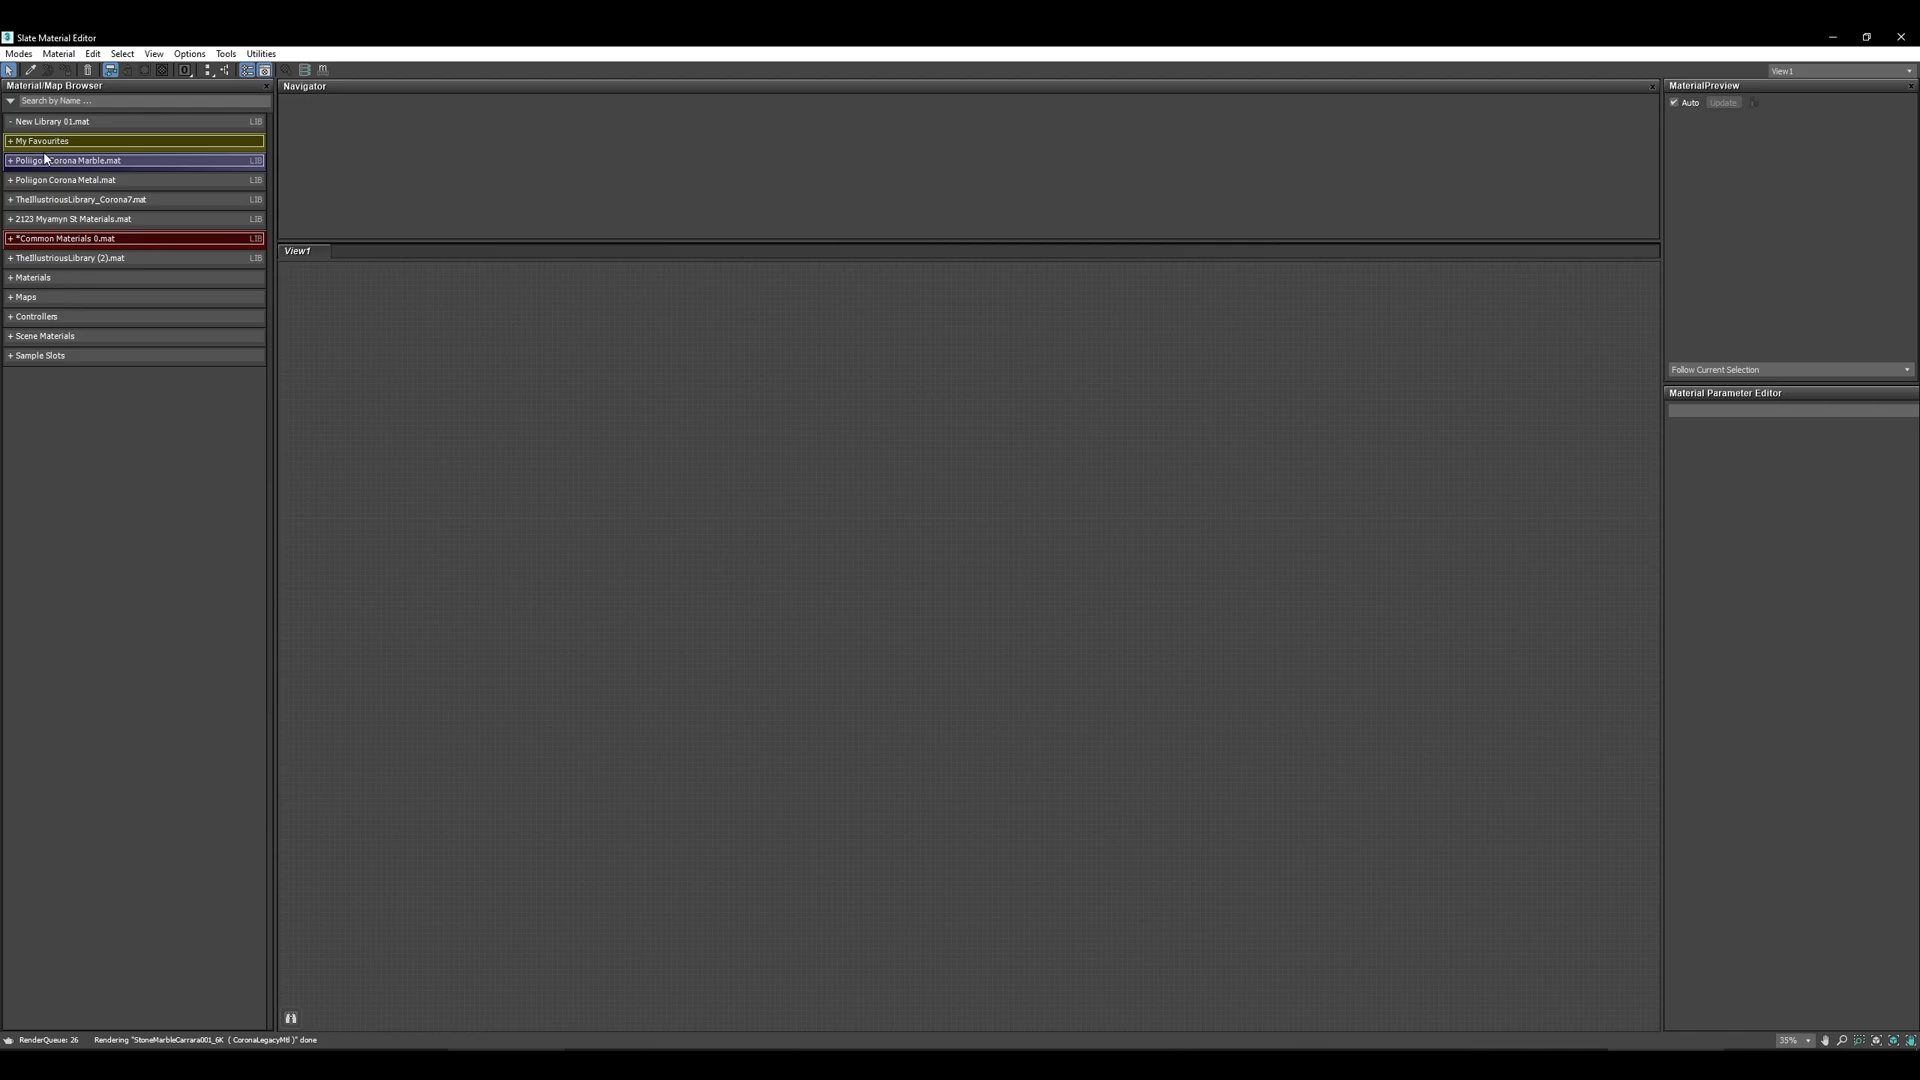 Slate Material Editor
Modes Material Edit Select View Options Tools Utilities
View1
Material/Map Browser
Navigator
MaterialPreview
Search by Name ...
Auto Update
- New Library 01.mat LIB
+ My Favourites
+ Poliigon Corona Marble.mat LIB
+ Poliigon Corona Metal.mat LIB
+ TheIllustriousLibrary_Corona7.mat LIB
+ 2123 Myamyn St Materials.mat LIB
+ *Common Materials 0.mat LIB
View1
+ TheIllustriousLibrary (2).mat LIB
+ Materials
+ Maps
+ Controllers
+ Scene Materials
+ Sample Slots
Follow Current Selection
Material Parameter Editor
RenderQueue: 26 Rendering "StoneMarbleCarrara001_6K ( CoronaLegacyMtl )" done
35%